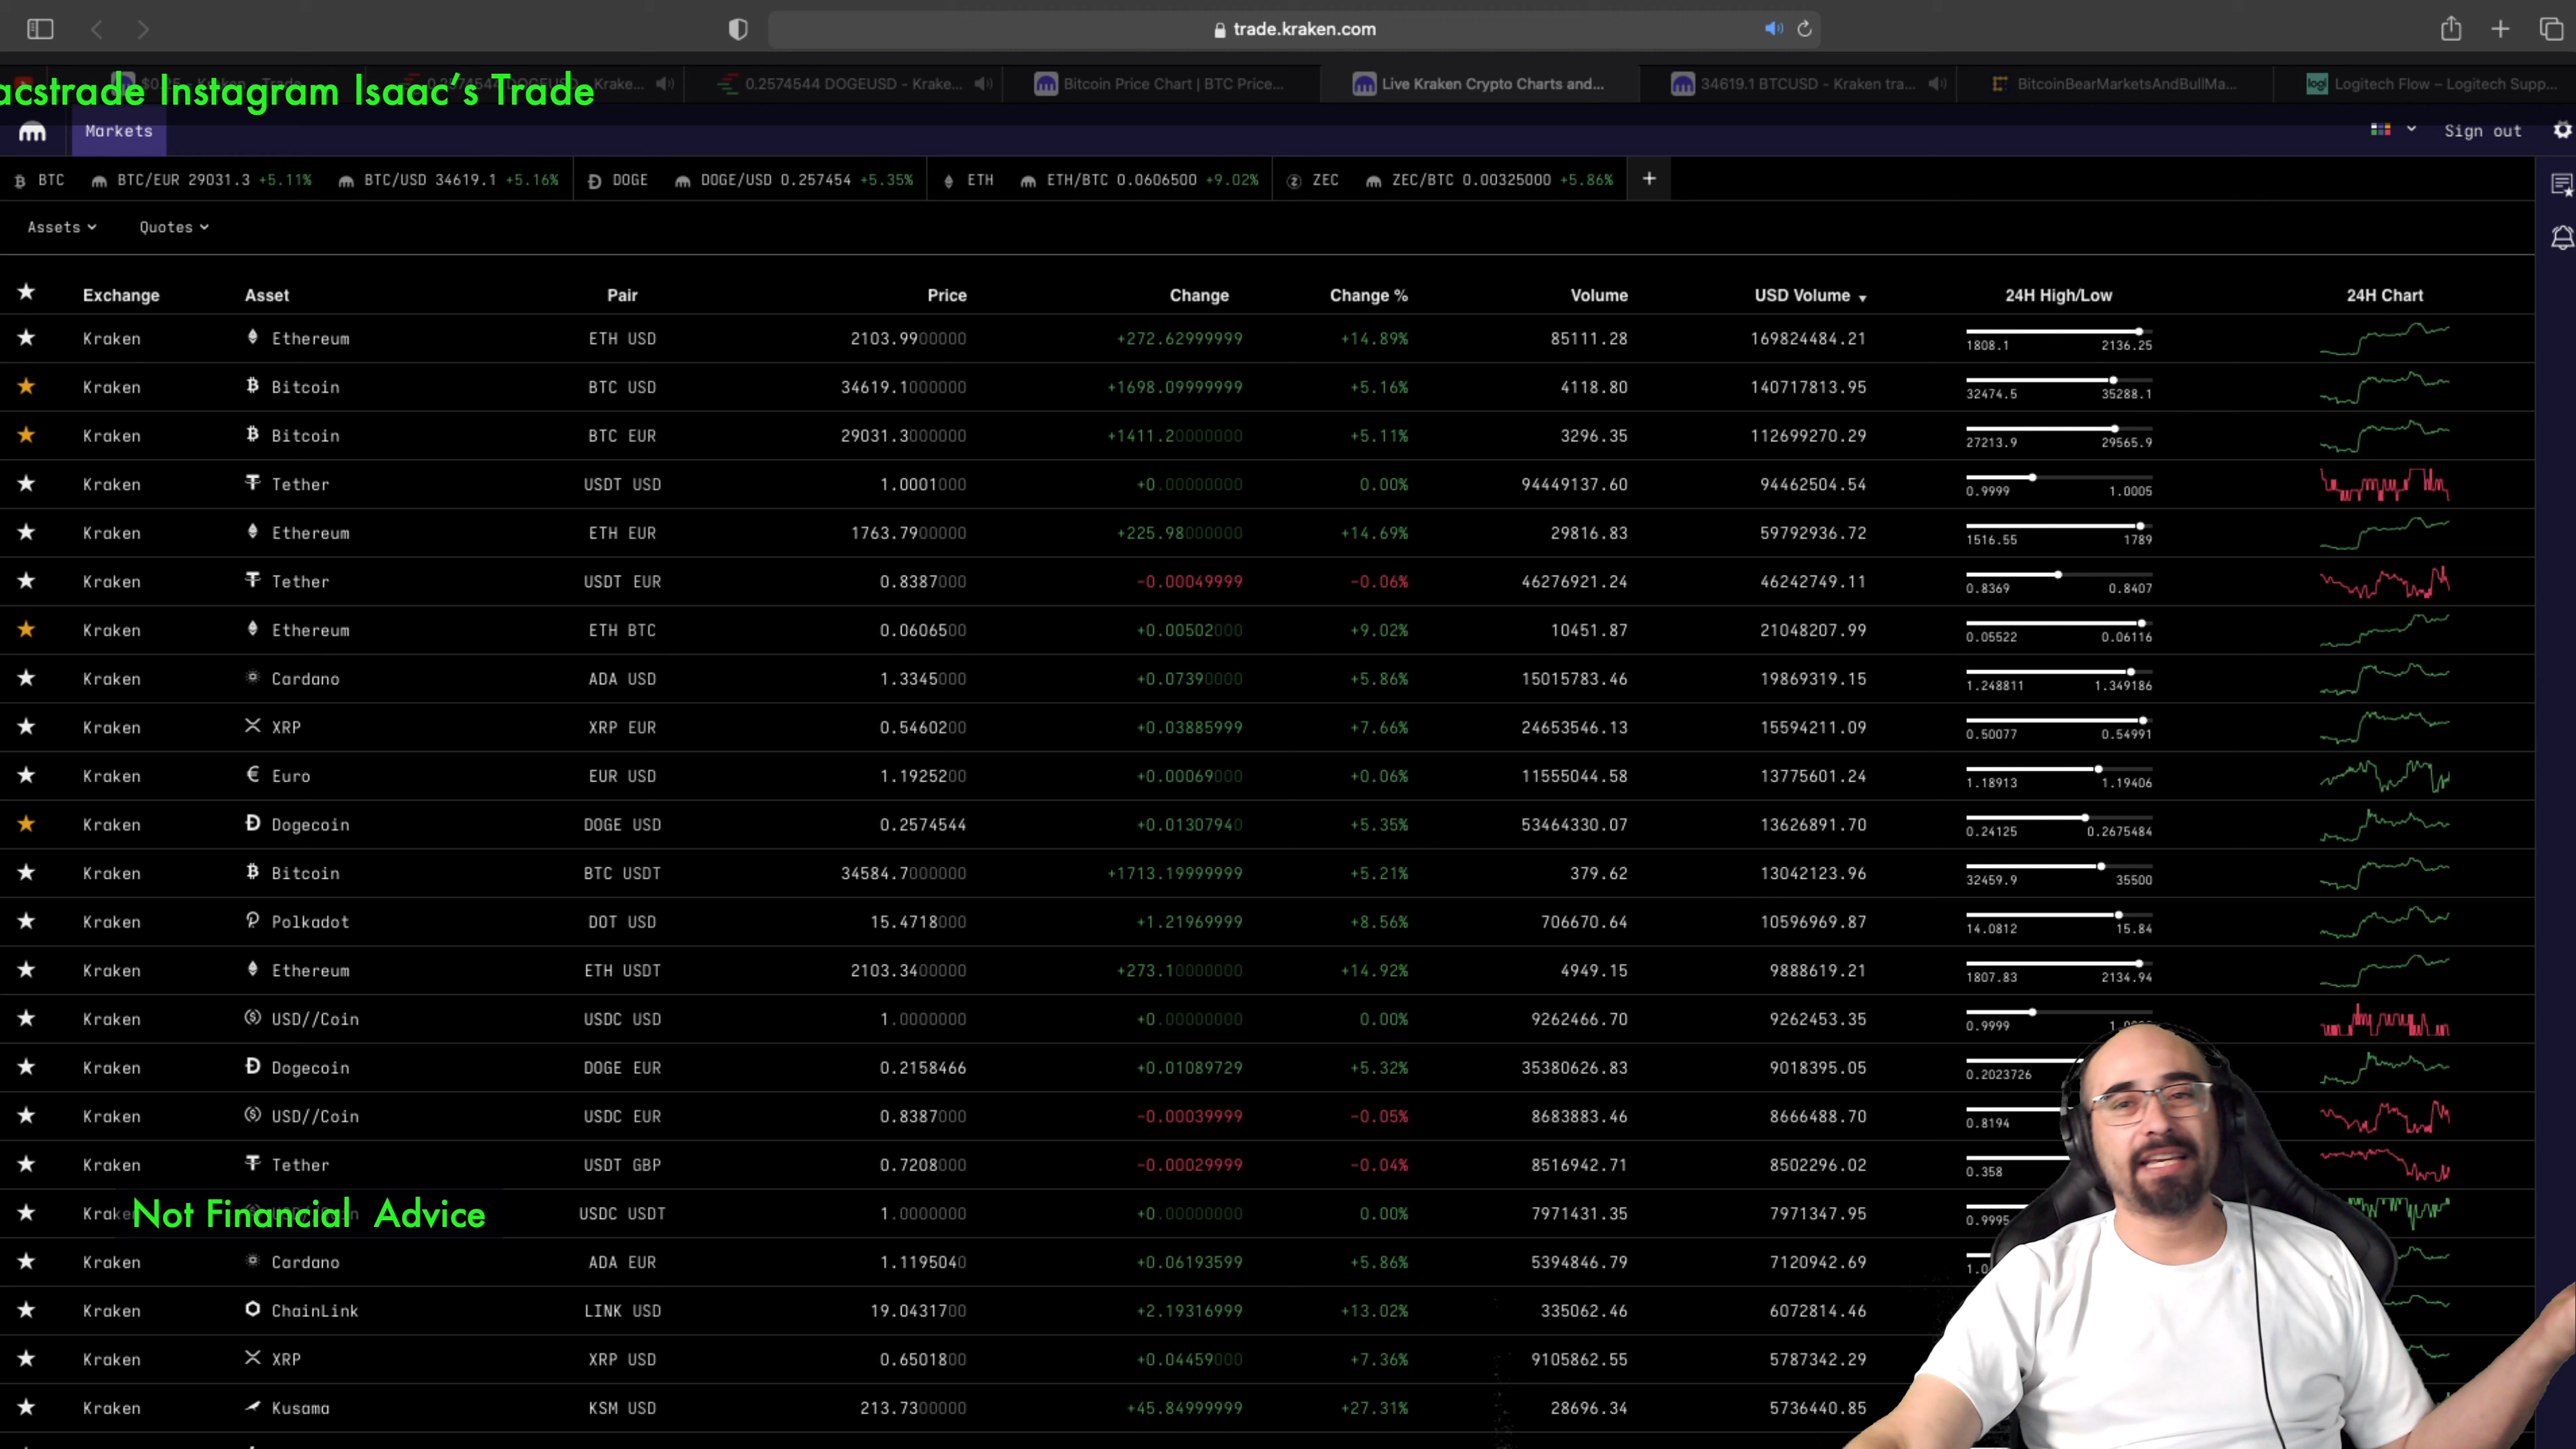 trade.kraken.com
acstrade Instagram Isaac's Trade
0.2574544 DOGEUSD - Krake...
Bitcoin Price Chart | BTC Price...
Live Kraken Crypto Charts and...
34619.1 BTCUSD - Kraken tra...
BitcoinBearMarketsAndBullMa...
Logitech Flow – Logitech Supp...
Markets
Sign out
BTC BTC/EUR 29031.3 +5.11% BTC/USD 34619.1 +5.16% DOGE DOGE/USD 0.257454 +5.35% ETH ETH/BTC 0.0606500 +9.02% ZEC ZEC/BTC 0.00325000 +5.86% +
Assets Quotes
Exchange Asset Pair Price Change Change % Volume USD Volume 24H High/Low 24H Chart
Kraken Ethereum ETH USD 2103.9900000 +272.62999999 +14.89% 85111.28 169824484.21 1808.1 2136.25
Kraken Bitcoin BTC USD 34619.1000000 +1698.09999999 +5.16% 4118.80 140717813.95 32474.5 35288.1
Kraken Bitcoin BTC EUR 29031.3000000 +1411.20000000 +5.11% 3296.35 112699270.29 27213.9 29565.9
Kraken Tether USDT USD 1.0001000 +0.00000000 0.00% 94449137.60 94462504.54 0.9999 1.0005
Kraken Ethereum ETH EUR 1763.7900000 +225.98000000 +14.69% 29816.83 59792936.72 1516.55 1789
Kraken Tether USDT EUR 0.8387000 -0.00049999 -0.06% 46276921.24 46242749.11 0.8369 0.8407
Kraken Ethereum ETH BTC 0.0606500 +0.00502000 +9.02% 10451.87 21048207.99 0.05522 0.06116
Kraken Cardano ADA USD 1.3345000 +0.07390000 +5.86% 15015783.46 19869319.15 1.248811 1.349186
Kraken XRP XRP EUR 0.5460200 +0.03885999 +7.66% 24653546.13 15594211.09 0.50077 0.54991
Kraken Euro EUR USD 1.1925200 +0.00069000 +0.06% 11555044.58 13775601.24 1.18913 1.19406
Kraken Dogecoin DOGE USD 0.2574544 +0.01307940 +5.35% 53464330.07 13626891.70 0.24125 0.2675484
Kraken Bitcoin BTC USDT 34584.7000000 +1713.19999999 +5.21% 379.62 13042123.96 32459.9 35500
Kraken Polkadot DOT USD 15.4718000 +1.21969999 +8.56% 706670.64 10596969.87 14.0812 15.84
Kraken Ethereum ETH USDT 2103.3400000 +273.10000000 +14.92% 4949.15 9888619.21 1807.83 2134.94
Kraken USD//Coin USDC USD 1.0000000 +0.00000000 0.00% 9262466.70 9262453.35 0.9999
Kraken Dogecoin DOGE EUR 0.2158466 +0.01089729 +5.32% 35380626.83 9018395.05 0.2023726
Kraken USD//Coin USDC EUR 0.8387000 -0.00039999 -0.05% 8683883.46 8666488.70 0.8194
Kraken Tether USDT GBP 0.7208000 -0.00029999 -0.04% 8516942.71 8502296.02 0.358
Not Financial Advice
USDC USDT 1.0000000 +0.00000000 0.00% 7971431.35 7971347.95 0.9995
Kraken Cardano ADA EUR 1.1195040 +0.06193599 +5.86% 5394846.79 7120942.69
Kraken ChainLink LINK USD 19.0431700 +2.19316999 +13.02% 335062.46 6072814.46
Kraken XRP XRP USD 0.6501800 +0.04459000 +7.36% 9105862.55 5787342.29
Kraken Kusama KSM USD 213.7300000 +45.84999999 +27.31% 28696.34 5736440.85